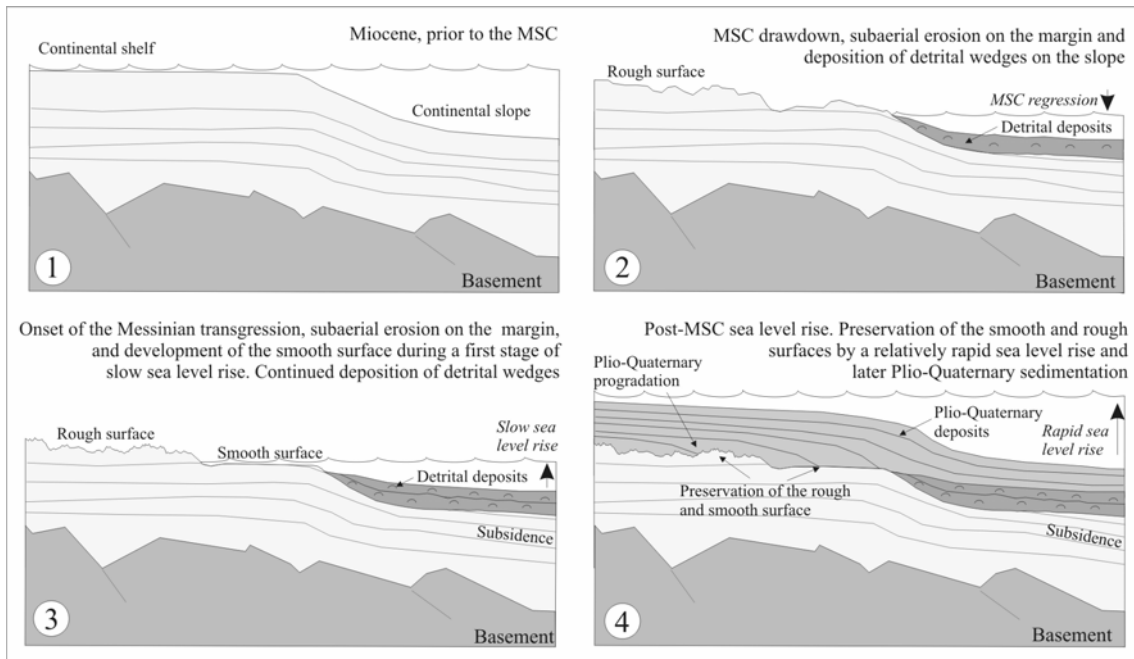 Miocene, prior to the MSC
Continental shelf
Continental slope
1
Basement
MSC drawdown, subaerial erosion on the margin and
deposition of detrital wedges on the slope
Rough surface
MSC regression
Detrital deposits
2
Basement
Onset of the Messinian transgression, subaerial erosion on the margin,
and development of the smooth surface during a first stage of
slow sea level rise. Continued deposition of detrital wedges
Rough surface
Smooth surface
Slow sea
level rise
Detrital deposits
Subsidence
3
Basement
Post-MSC sea level rise. Preservation of the smooth and rough
surfaces by a relatively rapid sea level rise and
later Plio-Quaternary sedimentation
Plio-Quaternary
progradation
Plio-Quaternary
deposits
Rapid sea
level rise
Preservation of the rough
and smooth surface
Subsidence
4
Basement